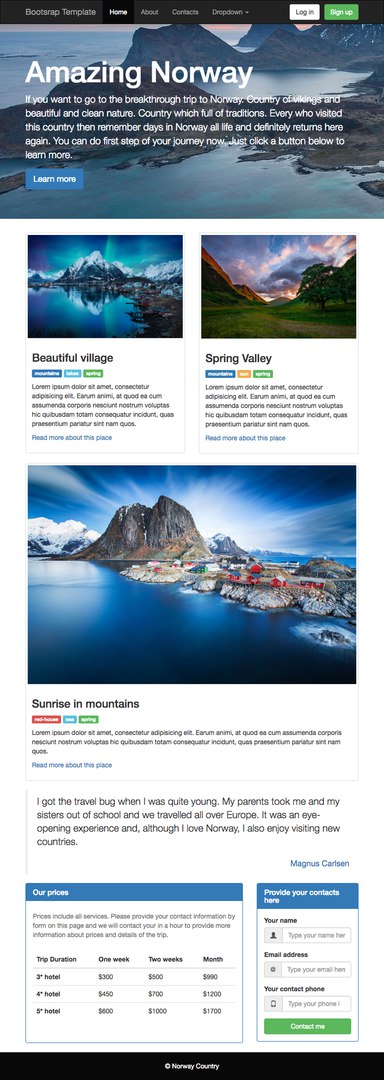 Bootsrap Template Home About Contacts Dropdown Log in Sign up
Amazing Norway
If you want to go to the breakthrough trip to Norway. Country of vikings and
beautiful and clean nature. Country which full of traditions. Every who visited
this country then remember days in Norway all life and definitely returns here
again. You can do first step of your journey now. Just click a button below to
learn more.
Learn more
Beautiful village
mountains lakes spring
Lorem ipsum dolor sit amet, consectetur
adipisicing elit. Earum animi, at quod ea cum
assumenda corporis nesciunt nostrum voluptas
hic quibusdam totam consequatur incidunt, quas
praesentium pariatur sint nam quos.
Read more about this place
Spring Valley
mountains sun spring
Lorem ipsum dolor sit amet, consectetur
adipisicing elit. Earum animi, at quod ea cum
assumenda corporis nesciunt nostrum voluptas
hic quibusdam totam consequatur incidunt, quas
praesentium pariatur sint nam quos.
Read more about this place
Sunrise in mountains
red-house sea spring
Lorem ipsum dolor sit amet, consectetur adipisicing elit. Earum animi, at quod ea cum assumenda corporis
nesciunt nostrum voluptas hic quibusdam totam consequatur incidunt, quas praesentium pariatur sint nam
quos.
Read more about this place
I got the travel bug when I was quite young. My parents took me and my
sisters out of school and we travelled all over Europe. It was an eye-
opening experience and, although I love Norway, I also enjoy visiting new
countries.
Magnus Carlsen
Our prices
Prices include all services. Please provide your contact information by
form on this page and we will contact your in a hour to provide more
information about prices and details of the trip.
Trip Duration One week Two weeks Month
3* hotel $300 $500 $990
4* hotel $450 $700 $1200
5* hotel $600 $1000 $1700
Provide your contacts
here
Your name
Type your name her
Email address
@ Type your email here
Your contact phone
Type your phone
Contact me
© Norway Country